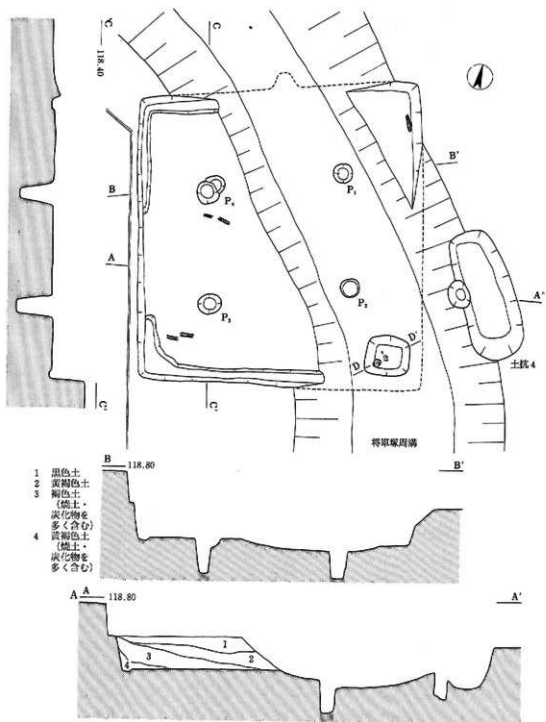 C'
118.40
C
B
B'
A
A'
P₁
P₂
P₃
P₄
D
D'
土坑4
C'
C'
将軍塚周溝
1 黒色土
2 黄褐色土
3 褐色土
(焼土・
炭化物を
多く含む)
4 黄褐色土
(焼土・
炭化物を
多く含む)
B 118.80 B'
A A 118.80 A'
1
2
3
4